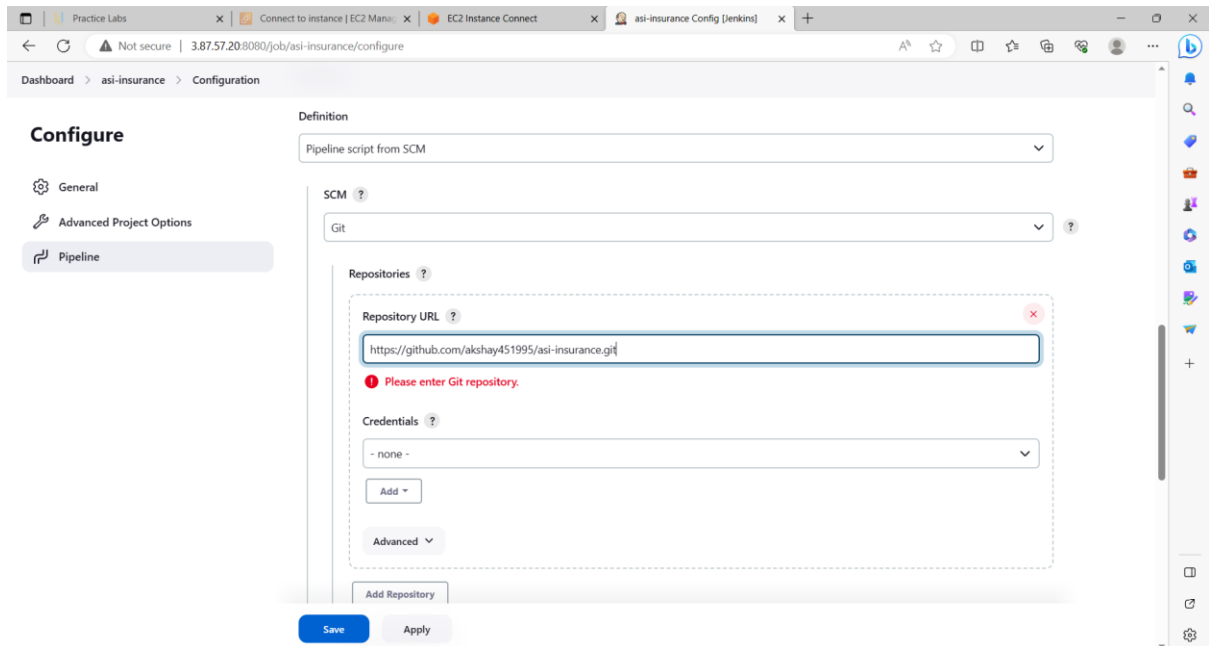 Practice Labs
Connect to instance | EC2 Manag
EC2 Instance Connect
asi-insurance Config [Jenkins]
Not secure | 3.87.57.20:8080/job/asi-insurance/configure
Dashboard > asi-insurance > Configuration
Configure
General
Advanced Project Options
Pipeline
Definition
Pipeline script from SCM
SCM ?
Git
?
Repositories ?
Repository URL ?
https://github.com/akshay451995/asi-insurance.git
Please enter Git repository.
Credentials ?
- none -
Add
Advanced
Add Repository
Save
Apply